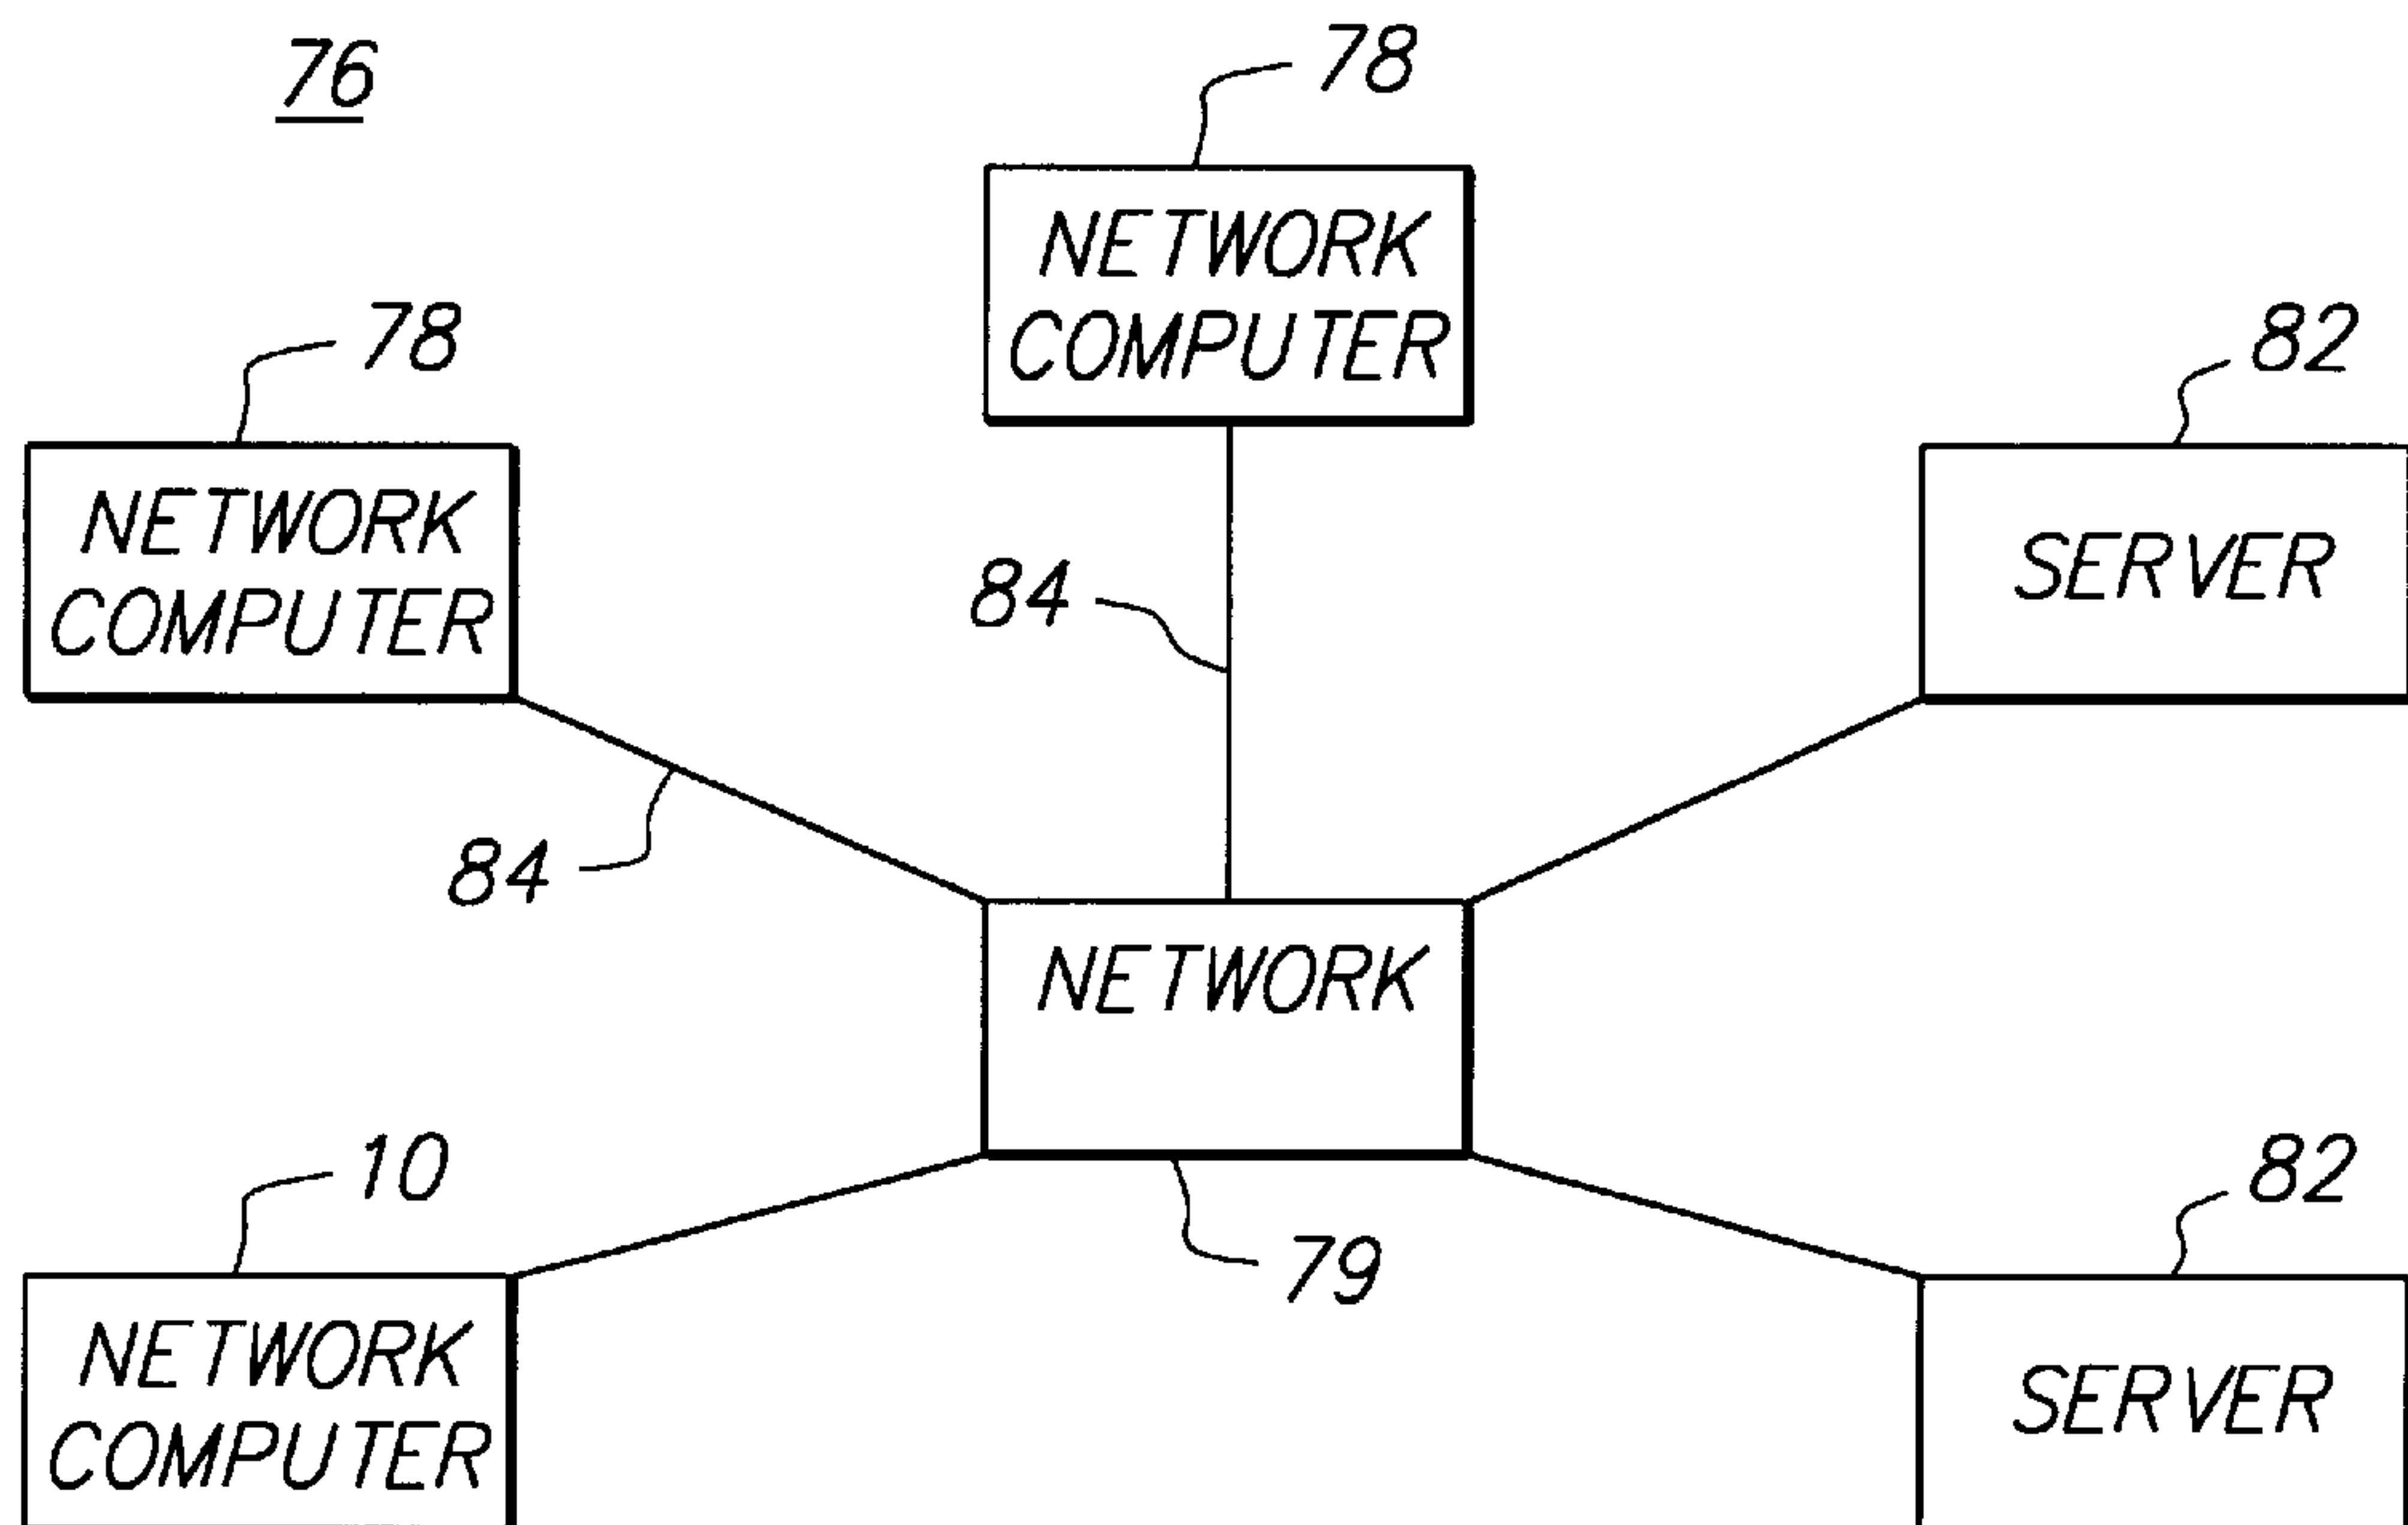 76
78
NETWORK
COMPUTER
78
NETWORK
COMPUTER
82
SERVER
84
84
NETWORK
79
10
NETWORK
COMPUTER
82
SERVER